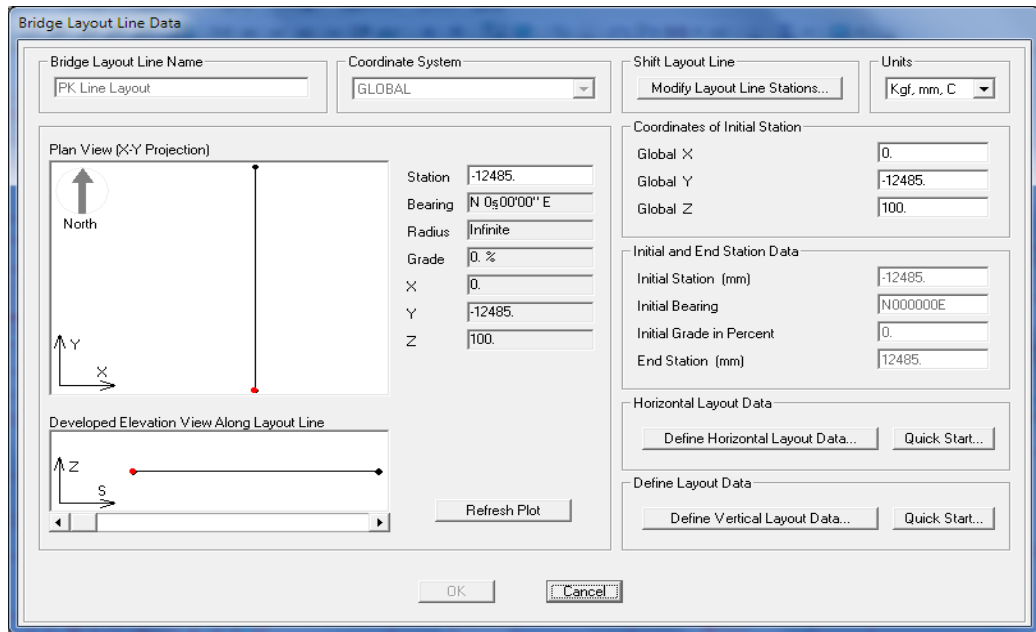 Bridge Layout Line Data
Bridge Layout Line Name
PK Line Layout
Coordinate System
GLOBAL
Shift Layout Line
Modify Layout Line Stations...
Units
Kgf, mm, C
Plan View (X-Y Projection)
North
Y
X
Station -12485.
Bearing N 0ȿ00'00" E
Radius Infinite
Grade 0. %
X 0.
Y -12485.
Z 100.
Developed Elevation View Along Layout Line
Z
S
Refresh Plot
Coordinates of Initial Station
Global X 0.
Global Y -12485.
Global Z 100.
Initial and End Station Data
Initial Station (mm) -12485.
Initial Bearing N000000E
Initial Grade in Percent 0.
End Station (mm) 12485.
Horizontal Layout Data
Define Horizontal Layout Data... Quick Start...
Define Layout Data
Define Vertical Layout Data... Quick Start...
OK Cancel